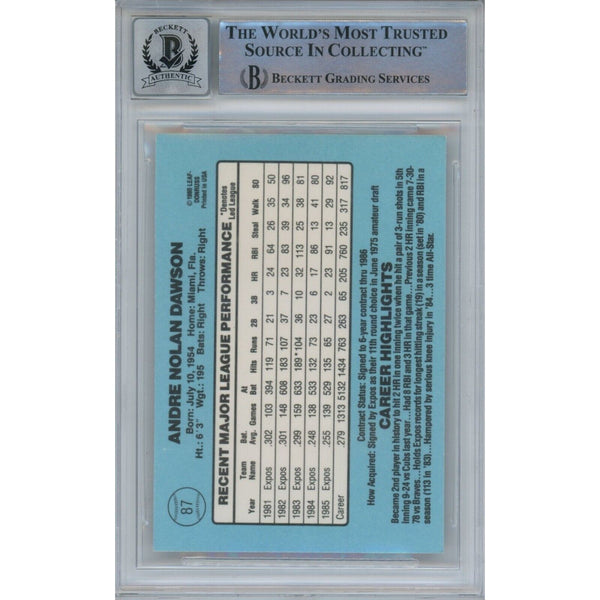 THE WORLD'S MOST TRUSTED
SOURCE IN COLLECTING™
BECKETT GRADING SERVICES
BECKETT
AUTHENTIC
87
© 1986 LEAF-
DONRUSS
Printed in USA
ANDRE NOLAN DAWSON
Born: July 10, 1954 Home: Miami, Fla.
Ht.: 6'3" Wgt.: 195 Bats: Right Throws: Right
RECENT MAJOR LEAGUE PERFORMANCE
*Denotes
Led League
Year Team Bat. At
Name Avg. Games Bat Hits Runs 2B 3B HR RBI Steal Walk SO
1981 Expos .302 103 394 119 71 21 3 24 64 26 35 50
1982 Expos .301 148 608 183 107 37 7 23 83 39 34 96
1983 Expos .299 159 633 189* 104 36 10 32 113 25 38 81
1984 Expos .248 138 533 132 73 23 6 17 86 13 41 80
1985 Expos .255 139 529 135 65 27 2 23 91 13 29 92
Career .279 1313 5132 1434 763 263 65 205 760 235 317 817
Contract Status: Signed to 6-year contract thru 1986
How Acquired: Signed by Expos as their 11th round choice in June 1975 amateur draft
CAREER HIGHLIGHTS
Became 2nd player in history to hit 2 HR in one inning twice when he hit a pair of 3-run shots in 5th
inning 9-24 vs Cubs last year...Had 8 RBI and 3 HR in that game...Previous 2 HR inning came 7-30-
78 vs Braves...Holds Expos records for longest hitting streak (19) in a season (set in '80) and RBI in a
season (113 in '83)...Hampered by serious knee injury in '84...3 time All-Star.